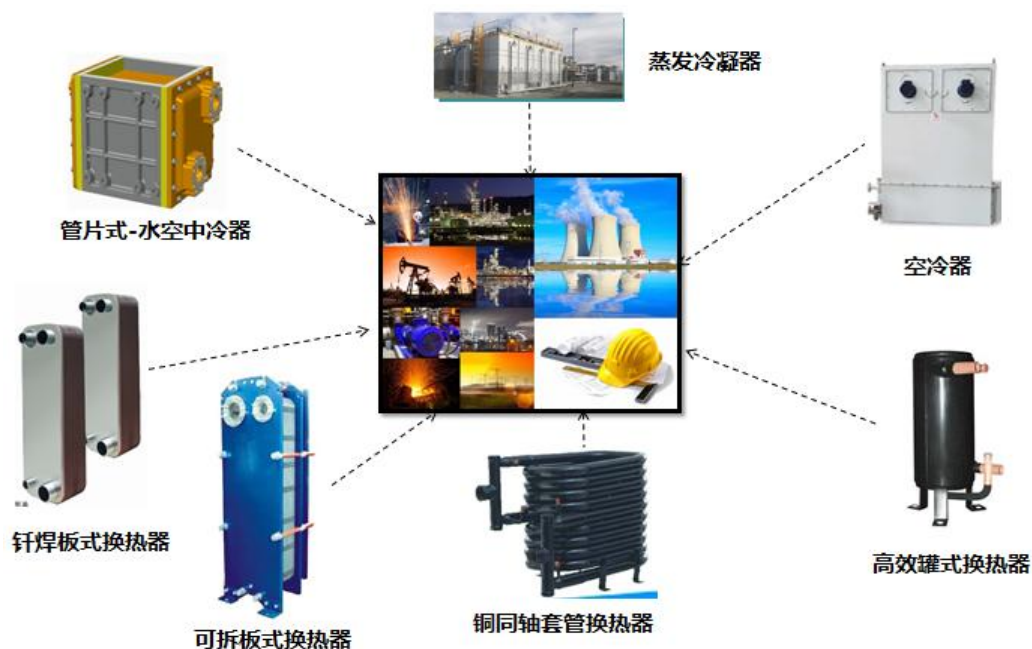 蒸发冷凝器
管片式-水空中冷器
空冷器
钎焊板式换热器
高效罐式换热器
铜同轴套管换热器
可拆板式换热器